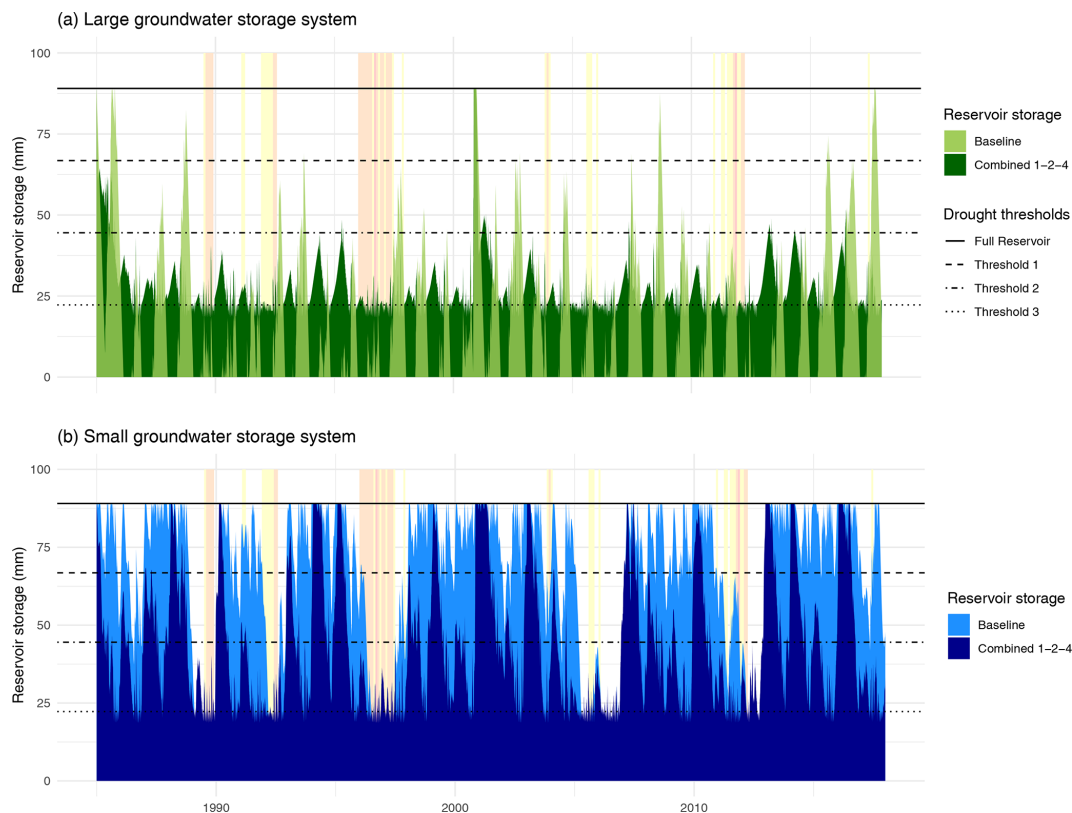 (a) Large groundwater storage system
100
75
50
25
0
Reservoir storage (mm)
Reservoir storage
Baseline
Combined 1−2−4
Drought thresholds
Full Reservoir
Threshold 1
Threshold 2
Threshold 3
(b) Small groundwater storage system
100
75
50
25
0
Reservoir storage (mm)
1990
2000
2010
Reservoir storage
Baseline
Combined 1−2−4